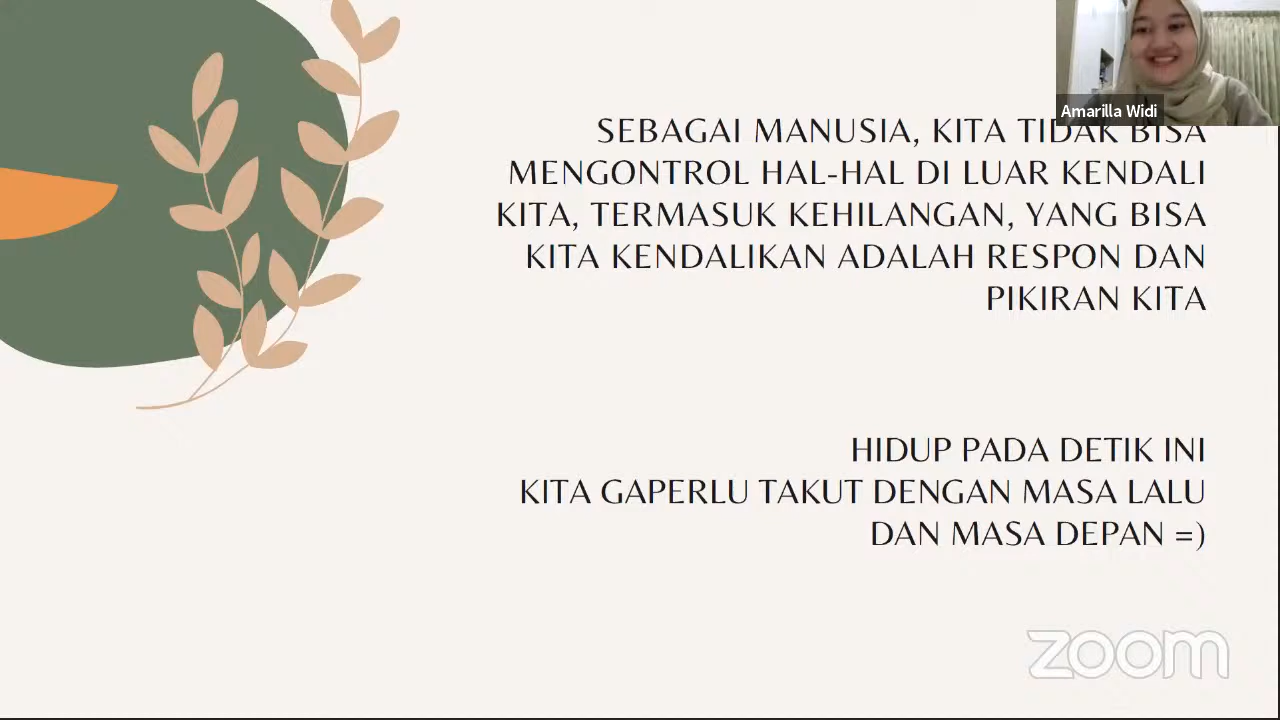 Amarilla Widi
SEBAGAI MANUSIA, KITA TIDAK BISA
MENGONTROL HAL-HAL DI LUAR KENDALI
KITA, TERMASUK KEHILANGAN, YANG BISA
KITA KENDALIKAN ADALAH RESPON DAN
PIKIRAN KITA
HIDUP PADA DETIK INI
KITA GAPERLU TAKUT DENGAN MASA LALU
DAN MASA DEPAN =)
zoom